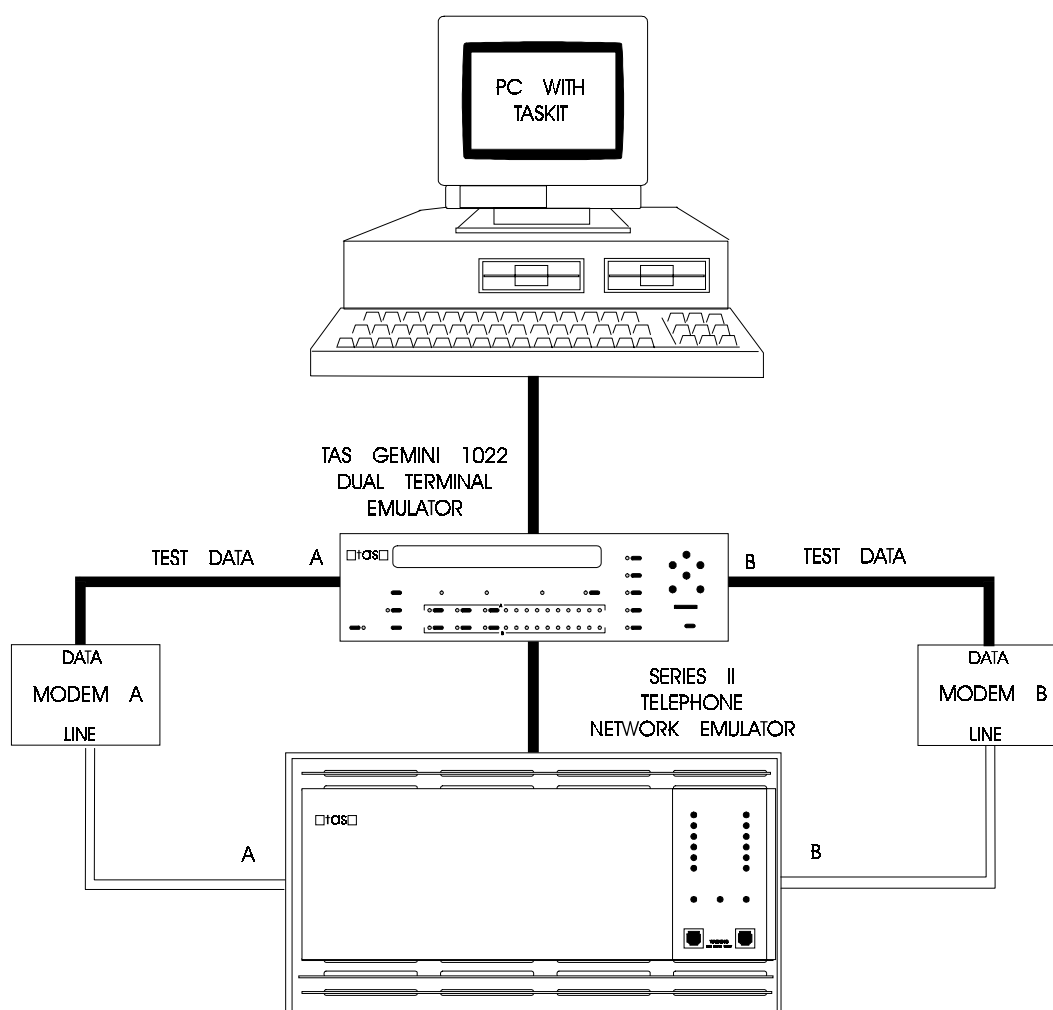 PC WITH
TASKIT
TAS GEMINI 1022
DUAL TERMINAL
EMULATOR
TEST DATA
A
□tas□
B
TEST DATA
A
B
DATA
MODEM A
LINE
SERIES II
TELEPHONE
NETWORK EMULATOR
DATA
MODEM B
LINE
□tas□
A
B